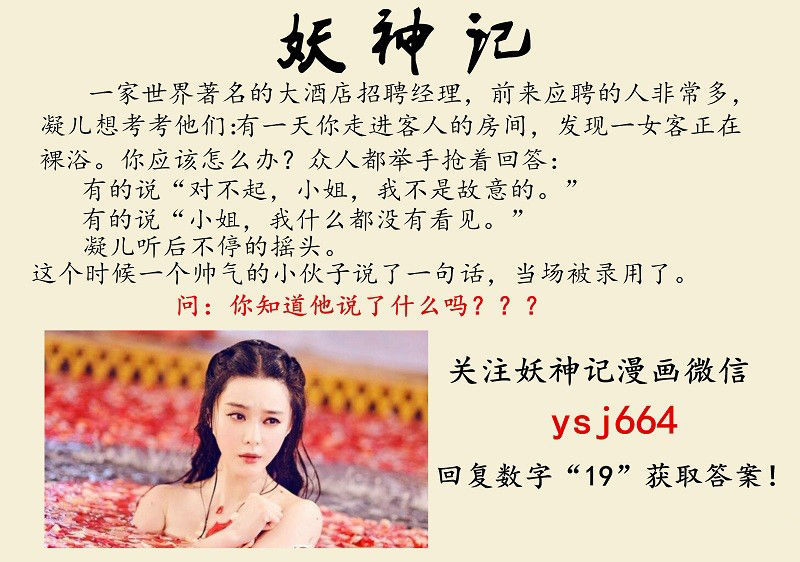 妖神记
一家世界著名的大酒店招聘经理，前来应聘的人非常多，
凝儿想考考他们:有一天你走进客人的房间，发现一女客正在
裸浴。你应该怎么办？众人都举手抢着回答：
有的说“对不起，小姐，我不是故意的。”
有的说“小姐，我什么都没有看见。”
凝儿听后不停的摇头。
这个时候一个帅气的小伙子说了一句话，当场被录用了。
问：你知道他说了什么吗？？？
关注妖神记漫画微信
ysj664
回复数字“19”获取答案！